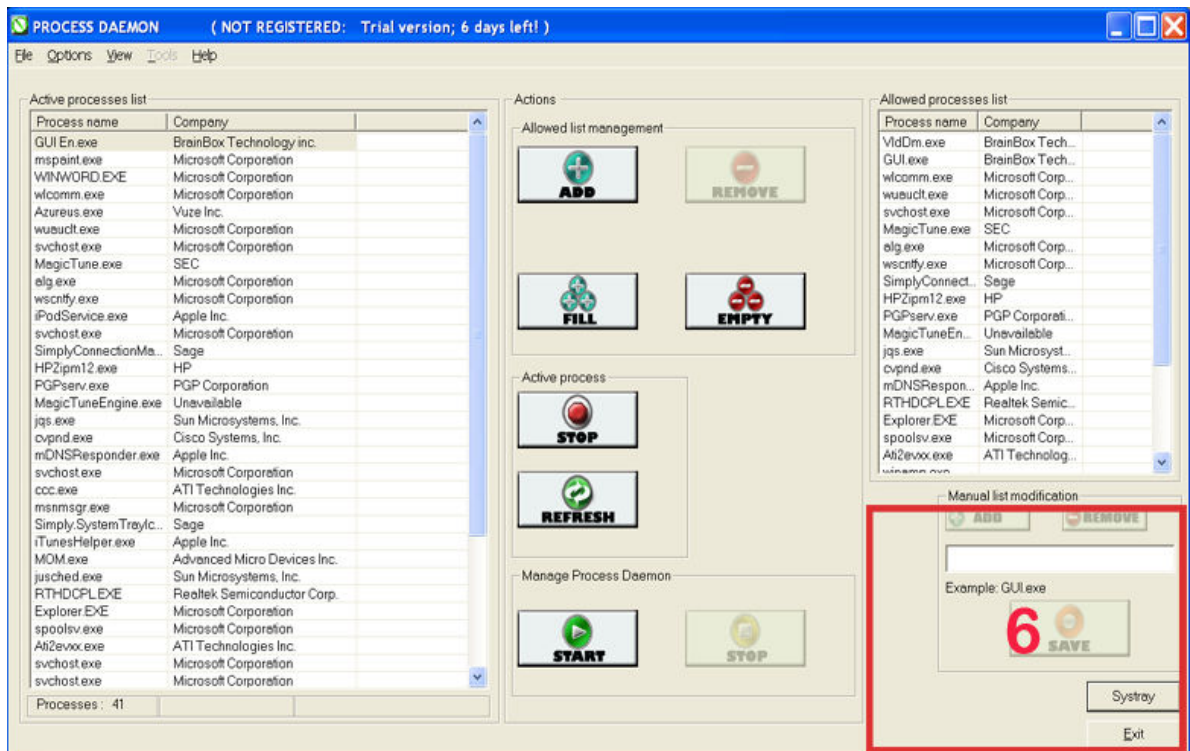 PROCESS DAEMON ( NOT REGISTERED: Trial version; 6 days left! )
File Options View Tools Help
Active processes list
Process name Company
GUI En.exe BrainBox Technology inc.
mspaint.exe Microsoft Corporation
WINWORD.EXE Microsoft Corporation
wlcomm.exe Microsoft Corporation
Azureus.exe Vuze Inc.
wuauclt.exe Microsoft Corporation
svchost.exe Microsoft Corporation
MagicTune.exe SEC
alg.exe Microsoft Corporation
wscntfy.exe Microsoft Corporation
iPodService.exe Apple Inc.
svchost.exe Microsoft Corporation
SimplyConnectionMa... Sage
HPZipm12.exe HP
PGPserv.exe PGP Corporation
MagicTuneEngine.exe Unavailable
jqs.exe Sun Microsystems, Inc.
cvpnd.exe Cisco Systems, Inc.
mDNSResponder.exe Apple Inc.
svchost.exe Microsoft Corporation
ccc.exe ATI Technologies Inc.
msnmsgr.exe Microsoft Corporation
Simply.SystemTrayIc... Sage
iTunesHelper.exe Apple Inc.
MOM.exe Advanced Micro Devices Inc.
jusched.exe Sun Microsystems, Inc.
RTHDCPL.EXE Realtek Semiconductor Corp.
Explorer.EXE Microsoft Corporation
spoolsv.exe Microsoft Corporation
Ati2evxx.exe ATI Technologies Inc.
svchost.exe Microsoft Corporation
svchost.exe Microsoft Corporation
Processes : 41
Actions
Allowed list management
ADD REMOVE
FILL EMPTY
Active process
STOP
REFRESH
Manage Process Daemon
START STOP
Allowed processes list
Process name Company
VldDm.exe BrainBox Tech...
GUI.exe BrainBox Tech...
wlcomm.exe Microsoft Corp...
wuauclt.exe Microsoft Corp...
svchost.exe Microsoft Corp...
MagicTune.exe SEC
alg.exe Microsoft Corp...
wscntfy.exe Microsoft Corp...
SimplyConnect... Sage
HPZipm12.exe HP
PGPserv.exe PGP Corporati...
MagicTuneEn... Unavailable
jqs.exe Sun Microsyst...
cvpnd.exe Cisco Systems...
mDNSRespon... Apple Inc.
RTHDCPL.EXE Realtek Semic...
Explorer.EXE Microsoft Corp...
spoolsv.exe Microsoft Corp...
Ati2evxx.exe ATI Technolog...
Manual list modification
ADD REMOVE
Example: GUI.exe
6 SAVE
Systray
Exit